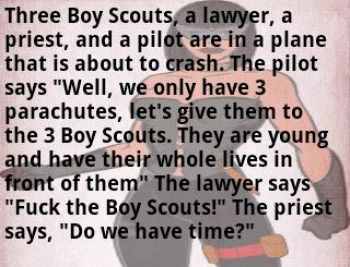 Three Boy Scouts, a lawyer, a
priest, and a pilot are in a plane
that is about to crash. The pilot
says "Well, we only have 3
parachutes, let's give them to
the 3 Boy Scouts. They are young
and have their whole lives in
front of them" The lawyer says
"Fuck the Boy Scouts!" The priest
says, "Do we have time?"